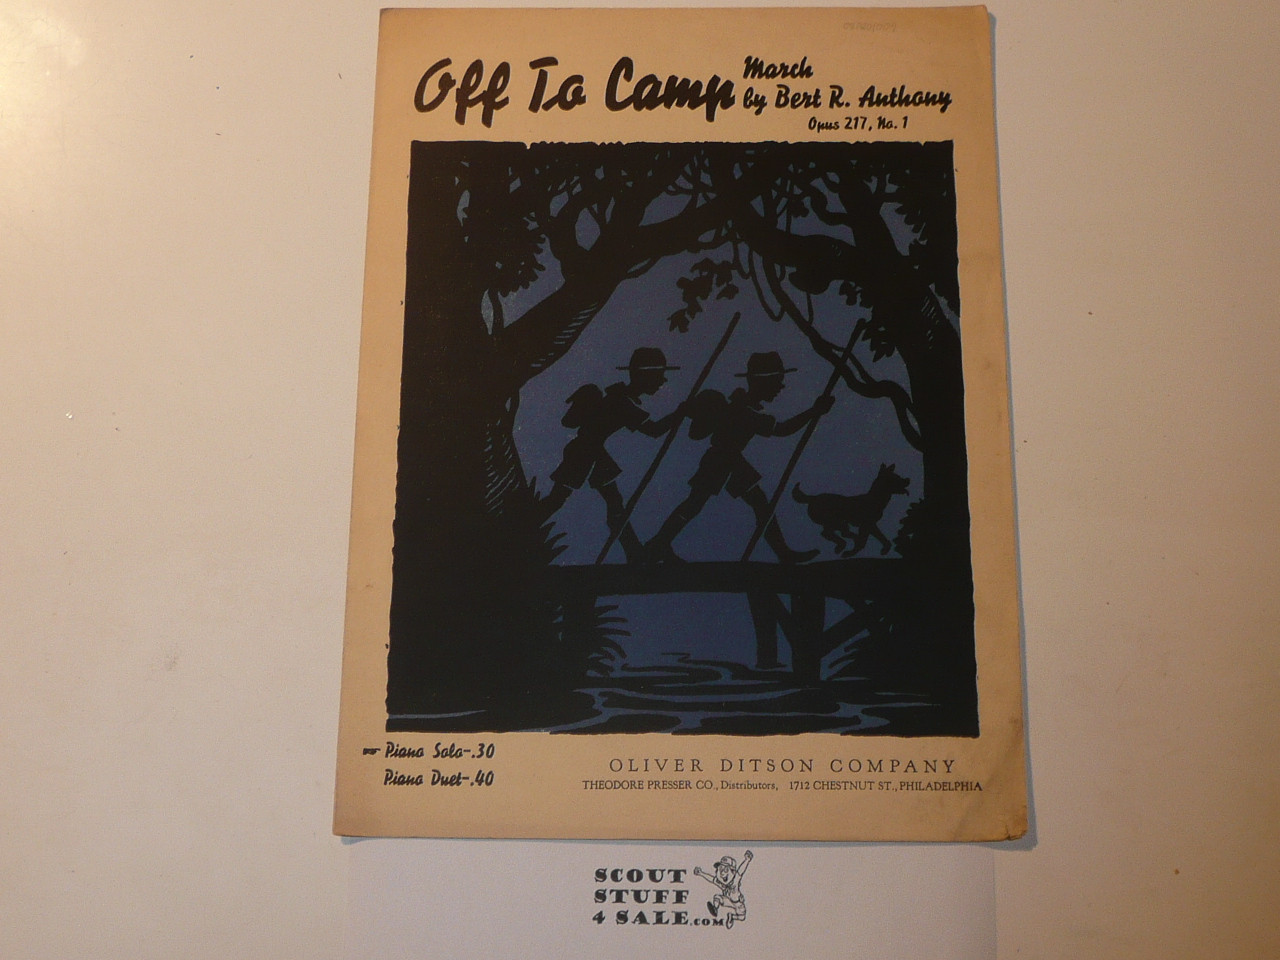 Off To Camp March
by Bert R. Anthony
Opus 217, No. 1
Piano Solo-.30
Piano Duet-.40
OLIVER DITSON COMPANY
THEODORE PRESSER CO., Distributors, 1712 CHESTNUT ST., PHILADELPHIA
SCOUT
STUFF
4 SALE.COM